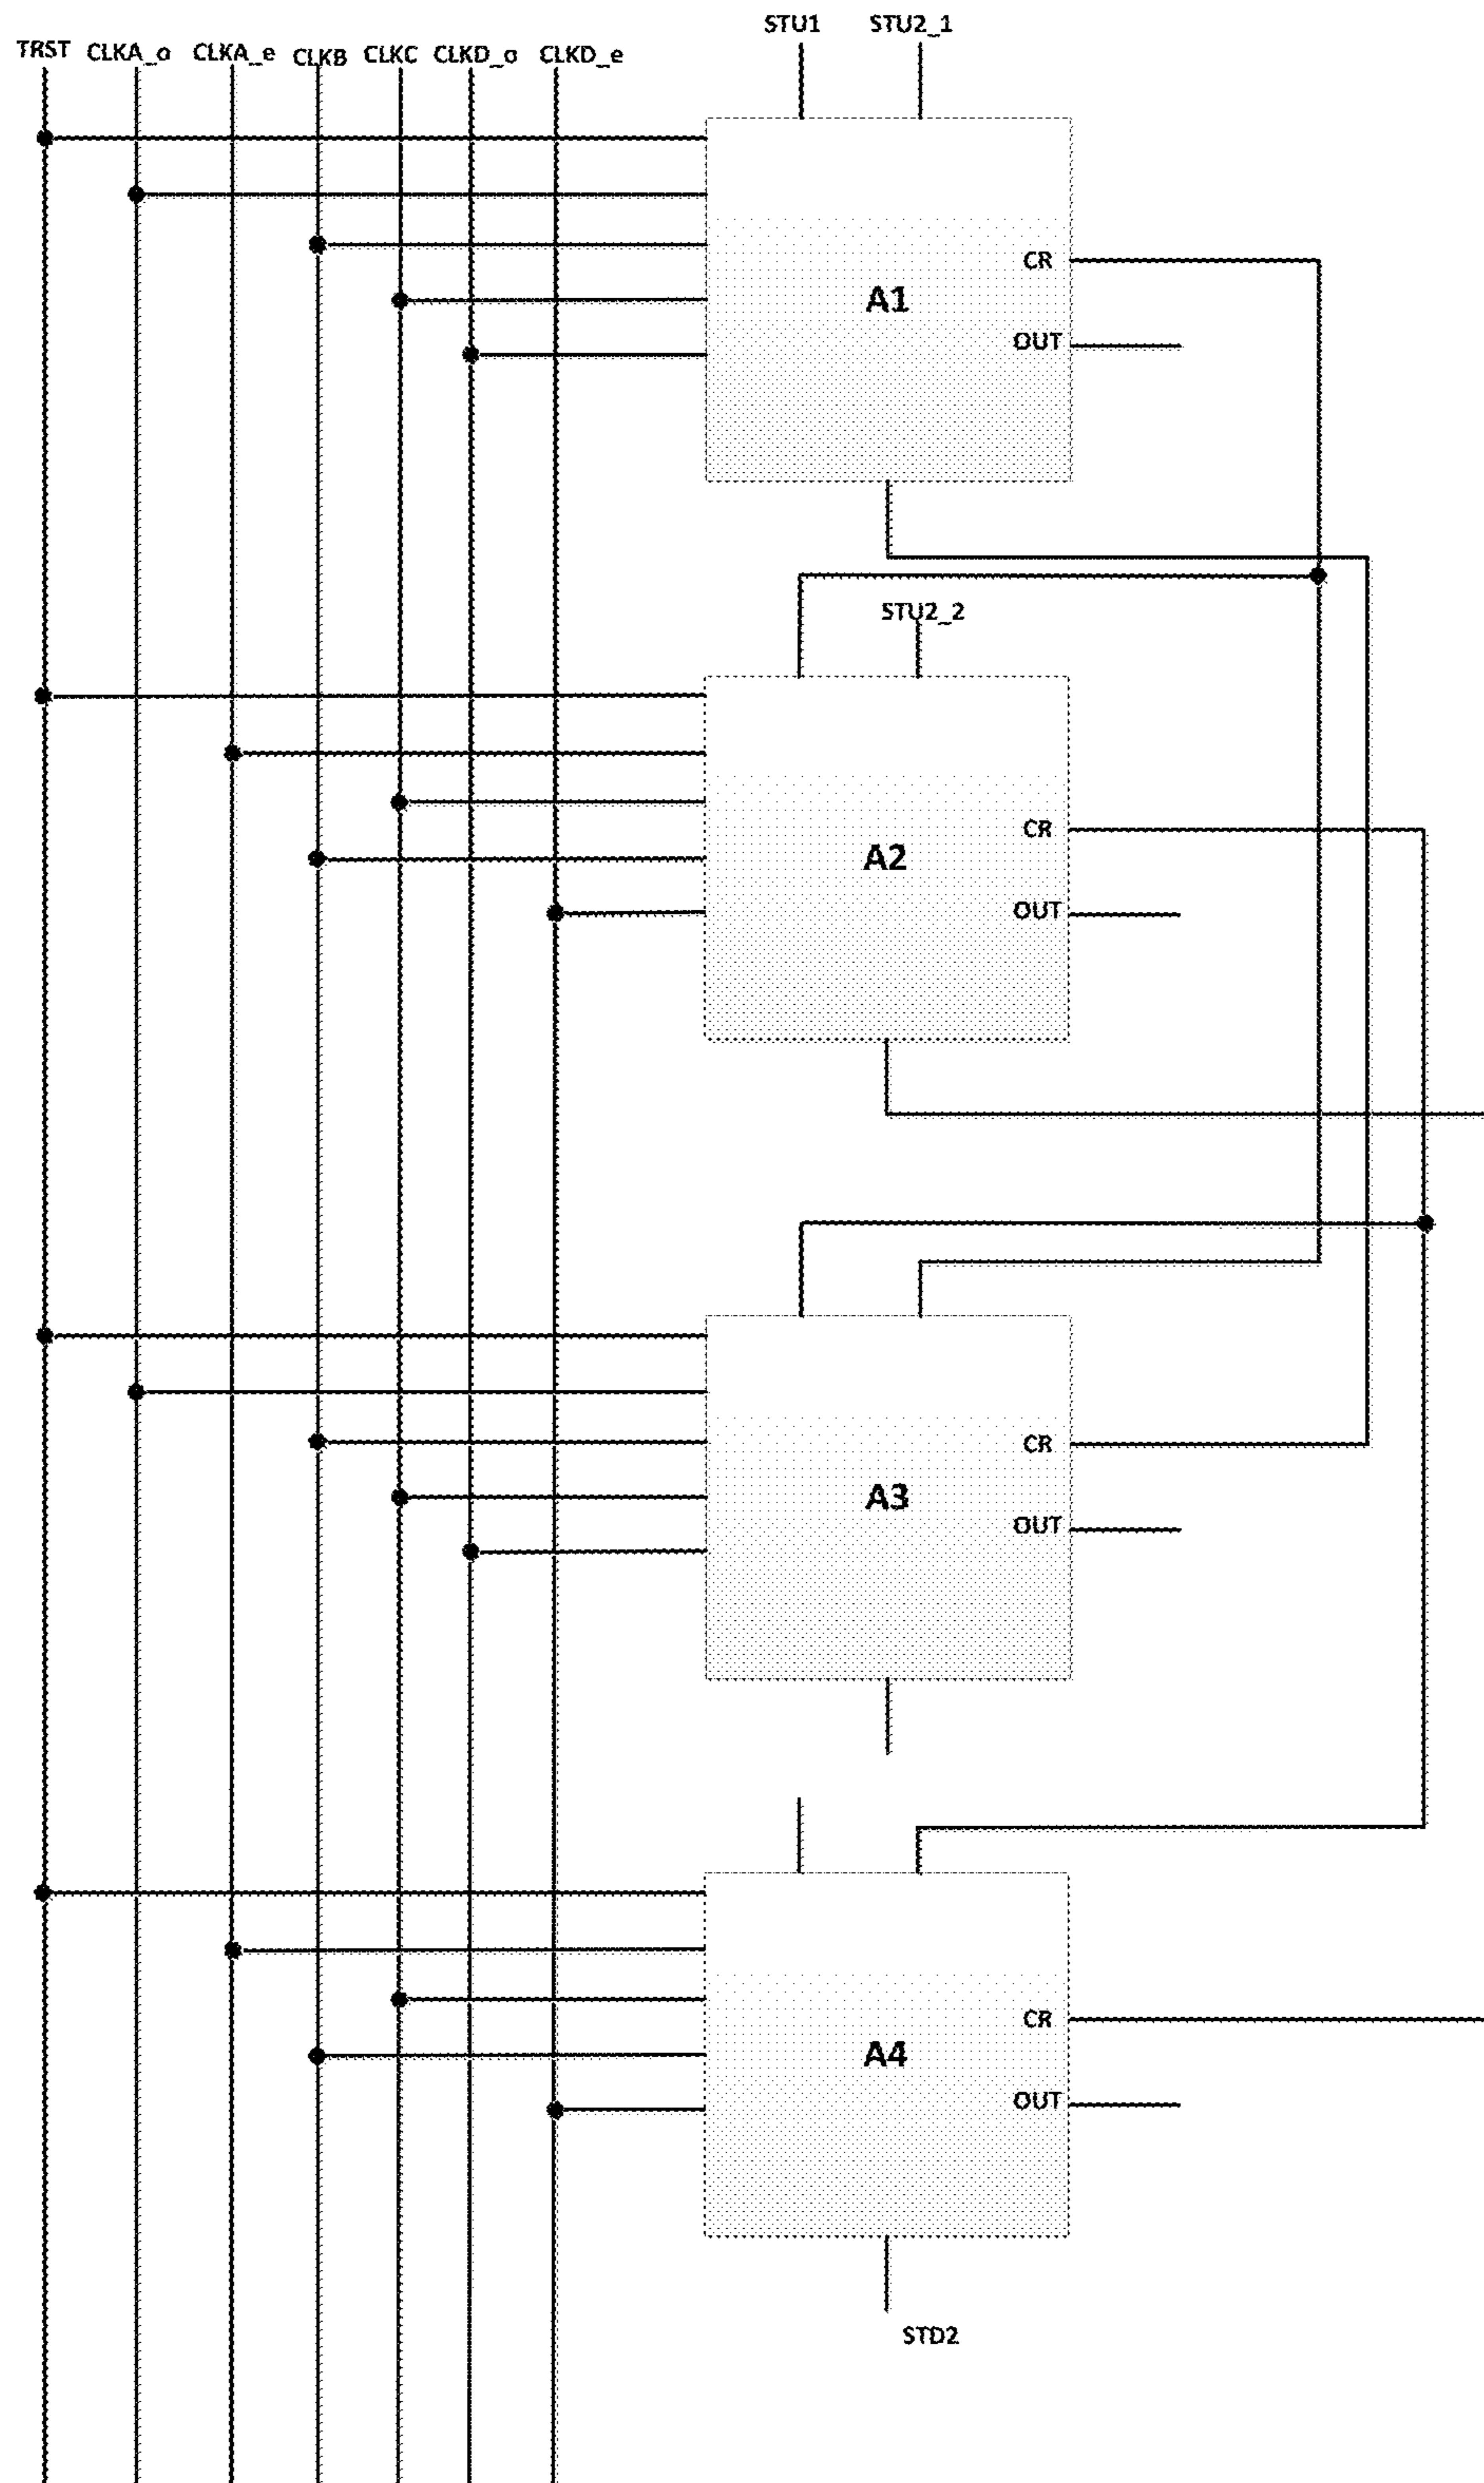 STU1 STU2_1
TRST CLKA_o CLKA_e CLKB CLKC CLKD_o CLKD_e
CR
A1
OUT
STU2_2
CR
A2
OUT
CR
A3
OUT
CR
A4
OUT
STD2